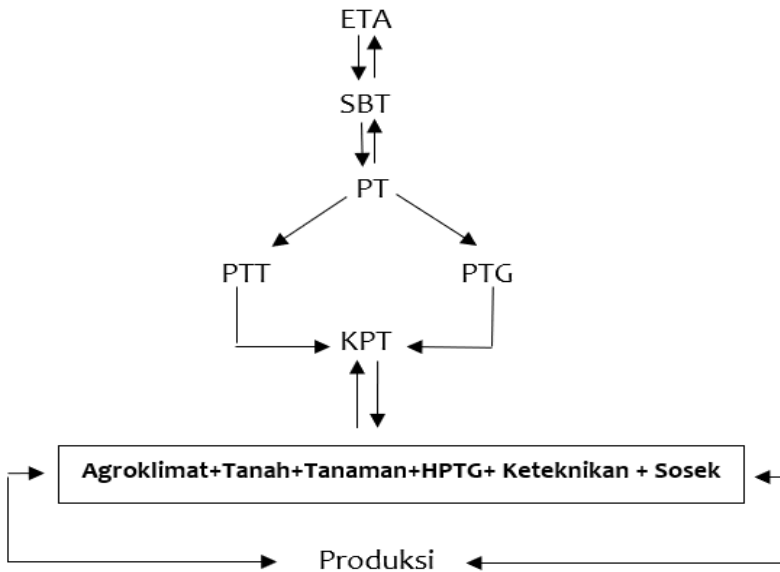 ETA
SBT
PT
PTT PTG
KPT
Agroklimat+Tanah+Tanaman+HPTG+ Keteknikan + Sosek
Produksi